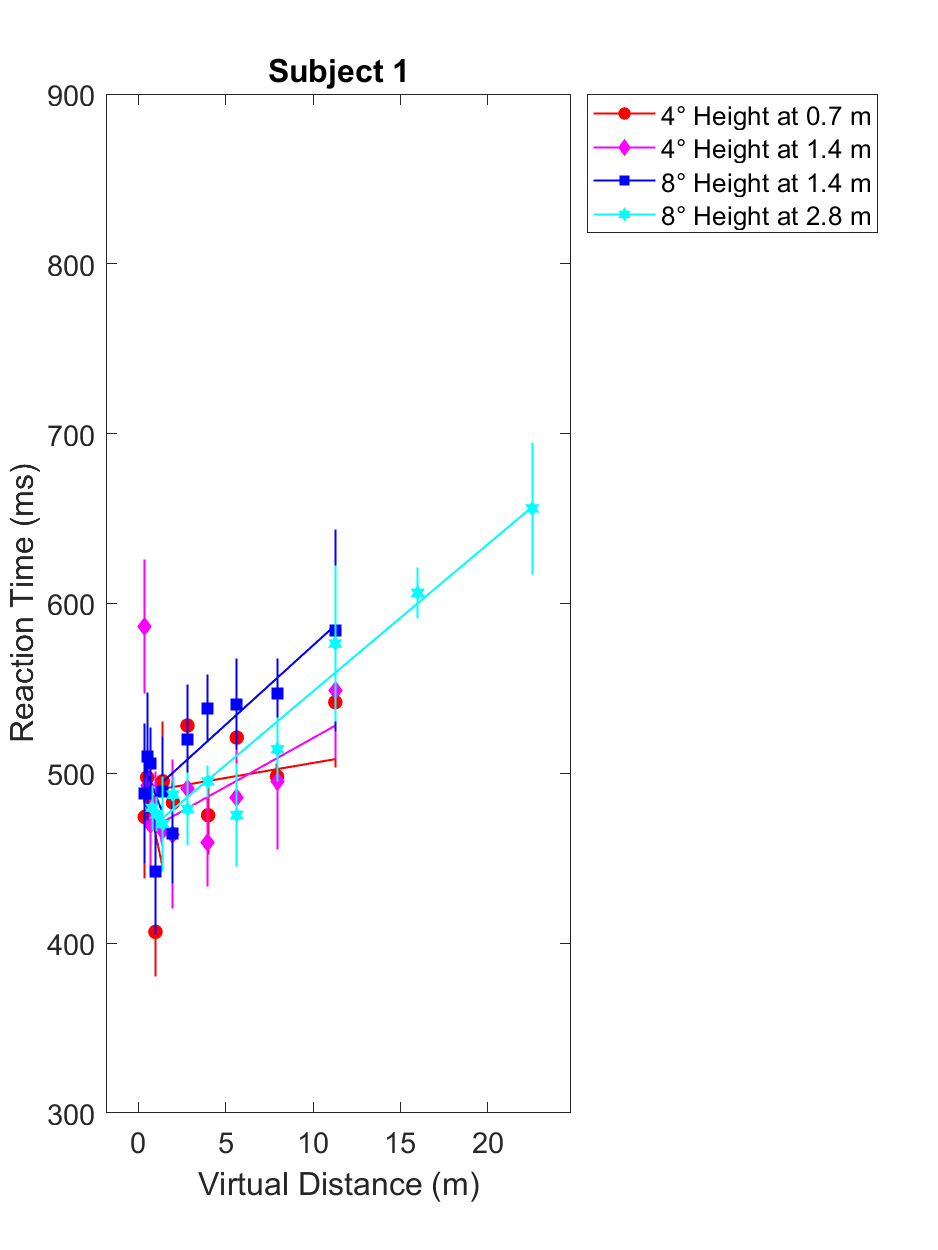 Subject 1
900
800
700
600
500
400
300
Reaction Time (ms)
0 5 10 15 20
Virtual Distance (m)
4° Height at 0.7 m
4° Height at 1.4 m
8° Height at 1.4 m
8° Height at 2.8 m